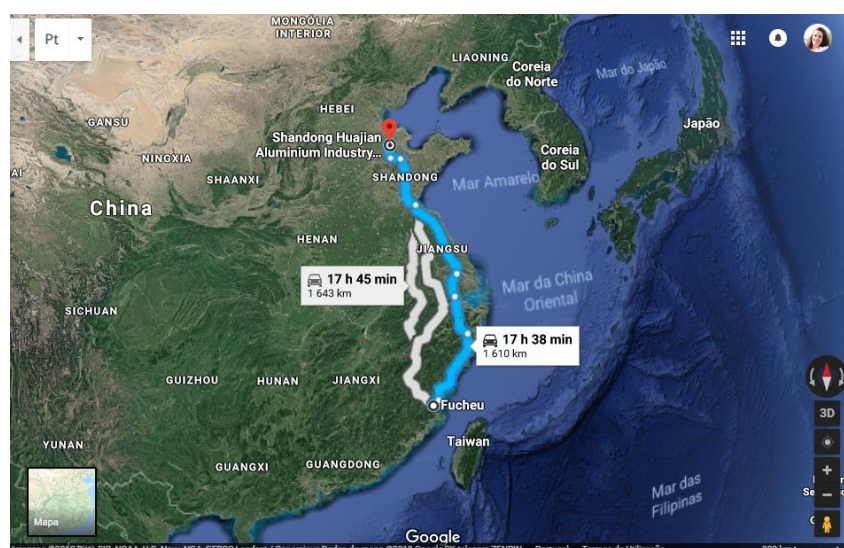 Pt
MONGÓLIA
INTERIOR
LIAONING
Coreia
do Norte
Mar do Japão
HEBEI
GANSU
Japão
Shandong Huajian
Aluminium Industry...
NINGXIA
Coreia
do Sul
SHAANXI
SHANDONG
Mar Amarelo
China
HENAN
JIANGSU
17 h 45 min
1 643 km
Mar da China
Oriental
SICHUAN
17 h 38 min
1 610 km
GUIZHOU
HUNAN
JIANGXI
Fucheu
3D
YUNAN
Taiwan
GUANGXI
GUANGDONG
Mar das
Filipinas
Mapa
Google